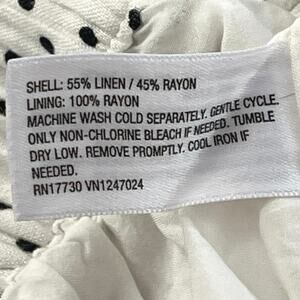 SHELL: 55% LINEN / 45% RAYON
LINING: 100% RAYON
MACHINE WASH COLD SEPARATELY. GENTLE CYCLE.
ONLY NON-CHLORINE BLEACH IF NEEDED. TUMBLE
DRY LOW. REMOVE PROMPTLY. COOL IRON IF
NEEDED.
RN17730 VN1247024